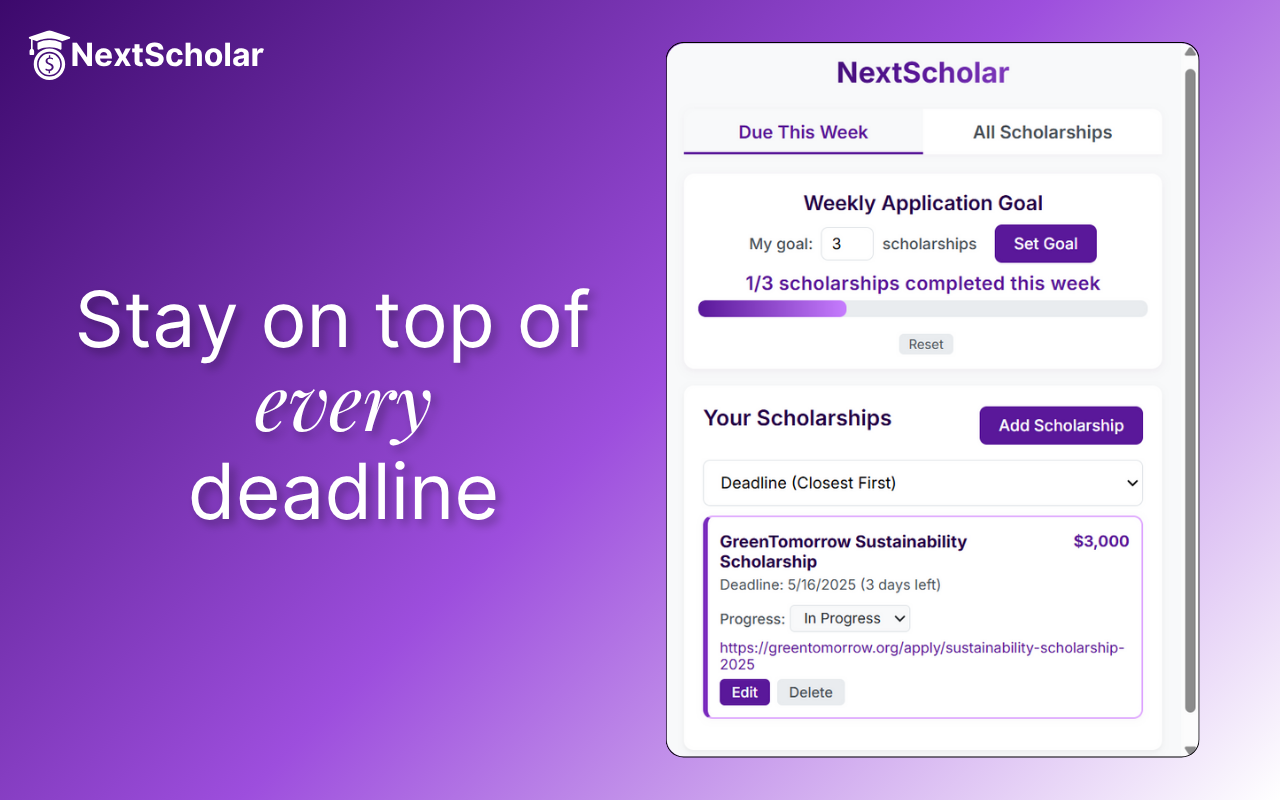 NextScholar
Stay on top of
every
deadline
NextScholar
Due This Week
All Scholarships
Weekly Application Goal
My goal: 3 scholarships Set Goal
1/3 scholarships completed this week
Reset
Your Scholarships
Add Scholarship
Deadline (Closest First)
GreenTomorrow Sustainability
Scholarship
$3,000
Deadline: 5/16/2025 (3 days left)
Progress: In Progress
https://greentomorrow.org/apply/sustainability-scholarship-
2025
Edit
Delete